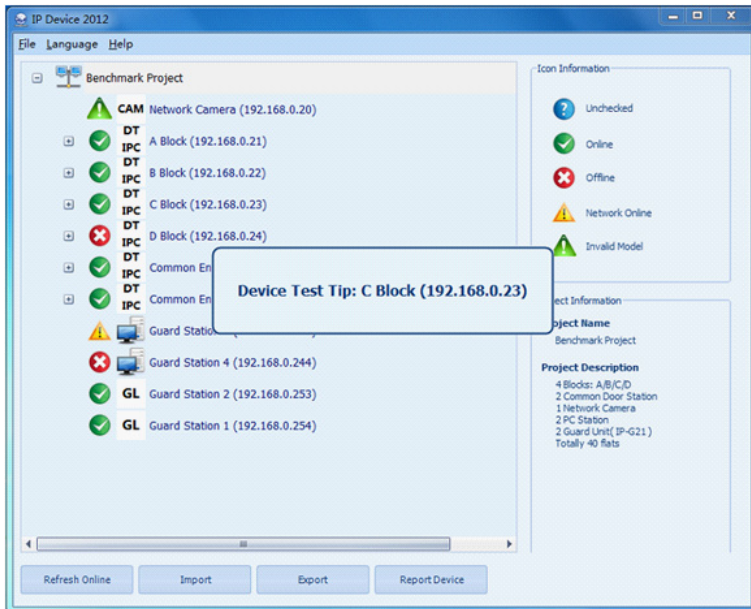 IP Device 2012
File Language Help
Benchmark Project
CAM Network Camera (192.168.0.20)
DT IPC A Block (192.168.0.21)
DT IPC B Block (192.168.0.22)
DT IPC C Block (192.168.0.23)
DT IPC D Block (192.168.0.24)
DT IPC Common En
DT IPC Common En
Guard Station
Guard Station 4 (192.168.0.244)
GL Guard Station 2 (192.168.0.253)
GL Guard Station 1 (192.168.0.254)
Device Test Tip: C Block (192.168.0.23)
Icon Information
Unchecked
Online
Offline
Network Online
Invalid Model
ject Information
oject Name
Benchmark Project
Project Description
4 Blocks: A/B/C/D
2 Common Door Station
1 Network Camera
2 PC Station
2 Guard Unit( IP-G21 )
Totally 40 flats
Refresh Online Import Export Report Device